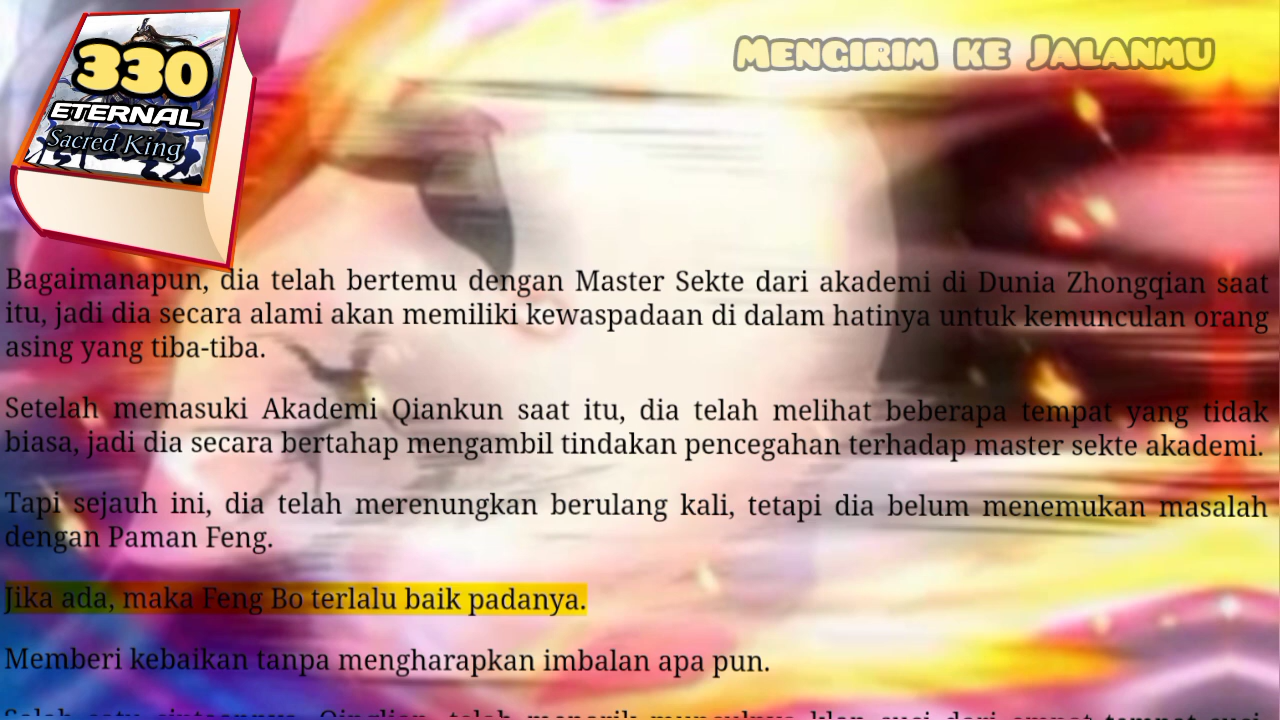 330
ETERNAL
Sacred King
MENGIRIM KE JALANMU
Bagaimanapun, dia telah bertemu dengan Master Sekte dari akademi di Dunia Zhongqian saat
itu, jadi dia secara alami akan memiliki kewaspadaan di dalam hatinya untuk kemunculan orang
asing yang tiba-tiba.
Setelah memasuki Akademi Qiankun saat itu, dia telah melihat beberapa tempat yang tidak
biasa, jadi dia secara bertahap mengambil tindakan pencegahan terhadap master sekte akademi.
Tapi sejauh ini, dia telah merenungkan berulang kali, tetapi dia belum menemukan masalah
dengan Paman Feng.
Jika ada, maka Feng Bo terlalu baik padanya.
Memberi kebaikan tanpa mengharapkan imbalan apa pun.